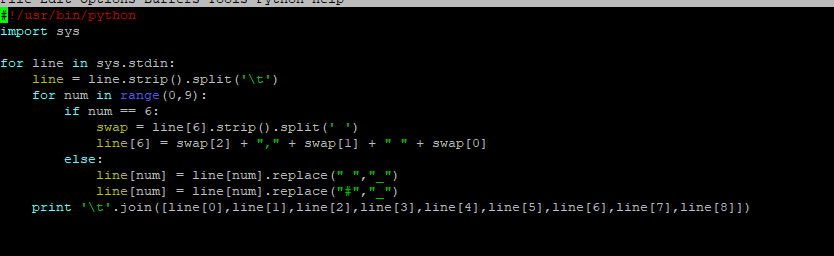 File Edit Options Buffers Tools Python Help
#!/usr/bin/python
import sys

for line in sys.stdin:
    line = line.strip().split('\t')
    for num in range(0,9):
        if num == 6:
            swap = line[6].strip().split(' ')
            line[6] = swap[2] + "," + swap[1] + " " + swap[0]
        else:
            line[num] = line[num].replace(" ","_")
            line[num] = line[num].replace("#","_")
    print '\t'.join([line[0],line[1],line[2],line[3],line[4],line[5],line[6],line[7],line[8]])